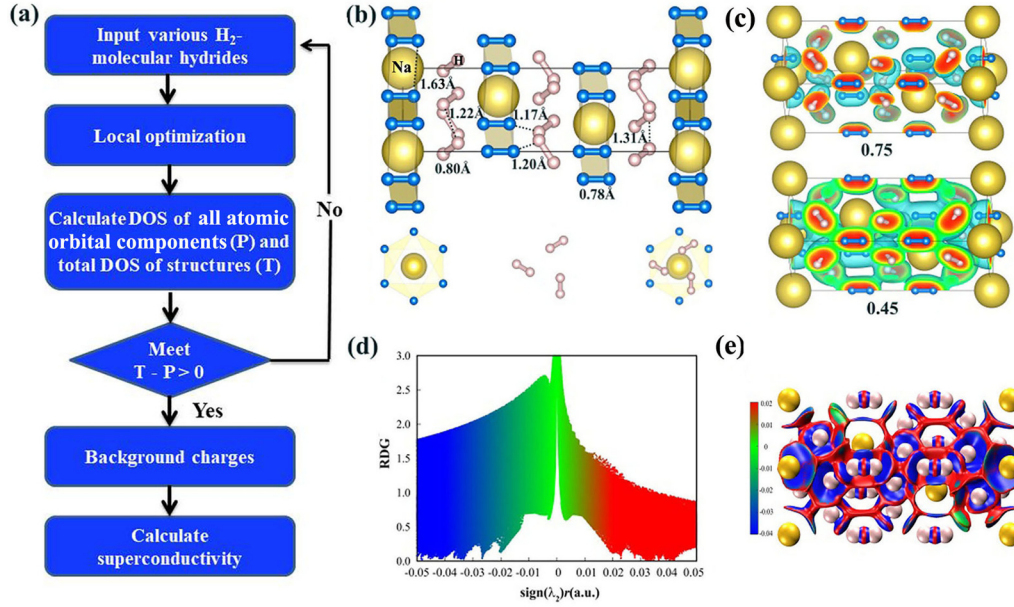 (a)
Input various H2-
molecular hydrides
Local optimization
Calculate DOS of all atomic
orbital components (P) and
total DOS of structures (T)
No
Meet
T - P > 0
Yes
Background charges
Calculate
superconductivity
(b)
Na
H
1.63Å
1.22Å
1.17Å
1.31Å
0.80Å
1.20Å
0.78Å
(c)
0.75
0.45
(d)
RDG
3.0
2.5
2.0
1.5
1.0
0.5
0.0
-0.05 -0.04 -0.03 -0.02 -0.01 0 0.01 0.02 0.03 0.04 0.05
sign(λ2)r(a.u.)
(e)
0.02
0.01
0
-0.01
-0.02
-0.03
-0.04